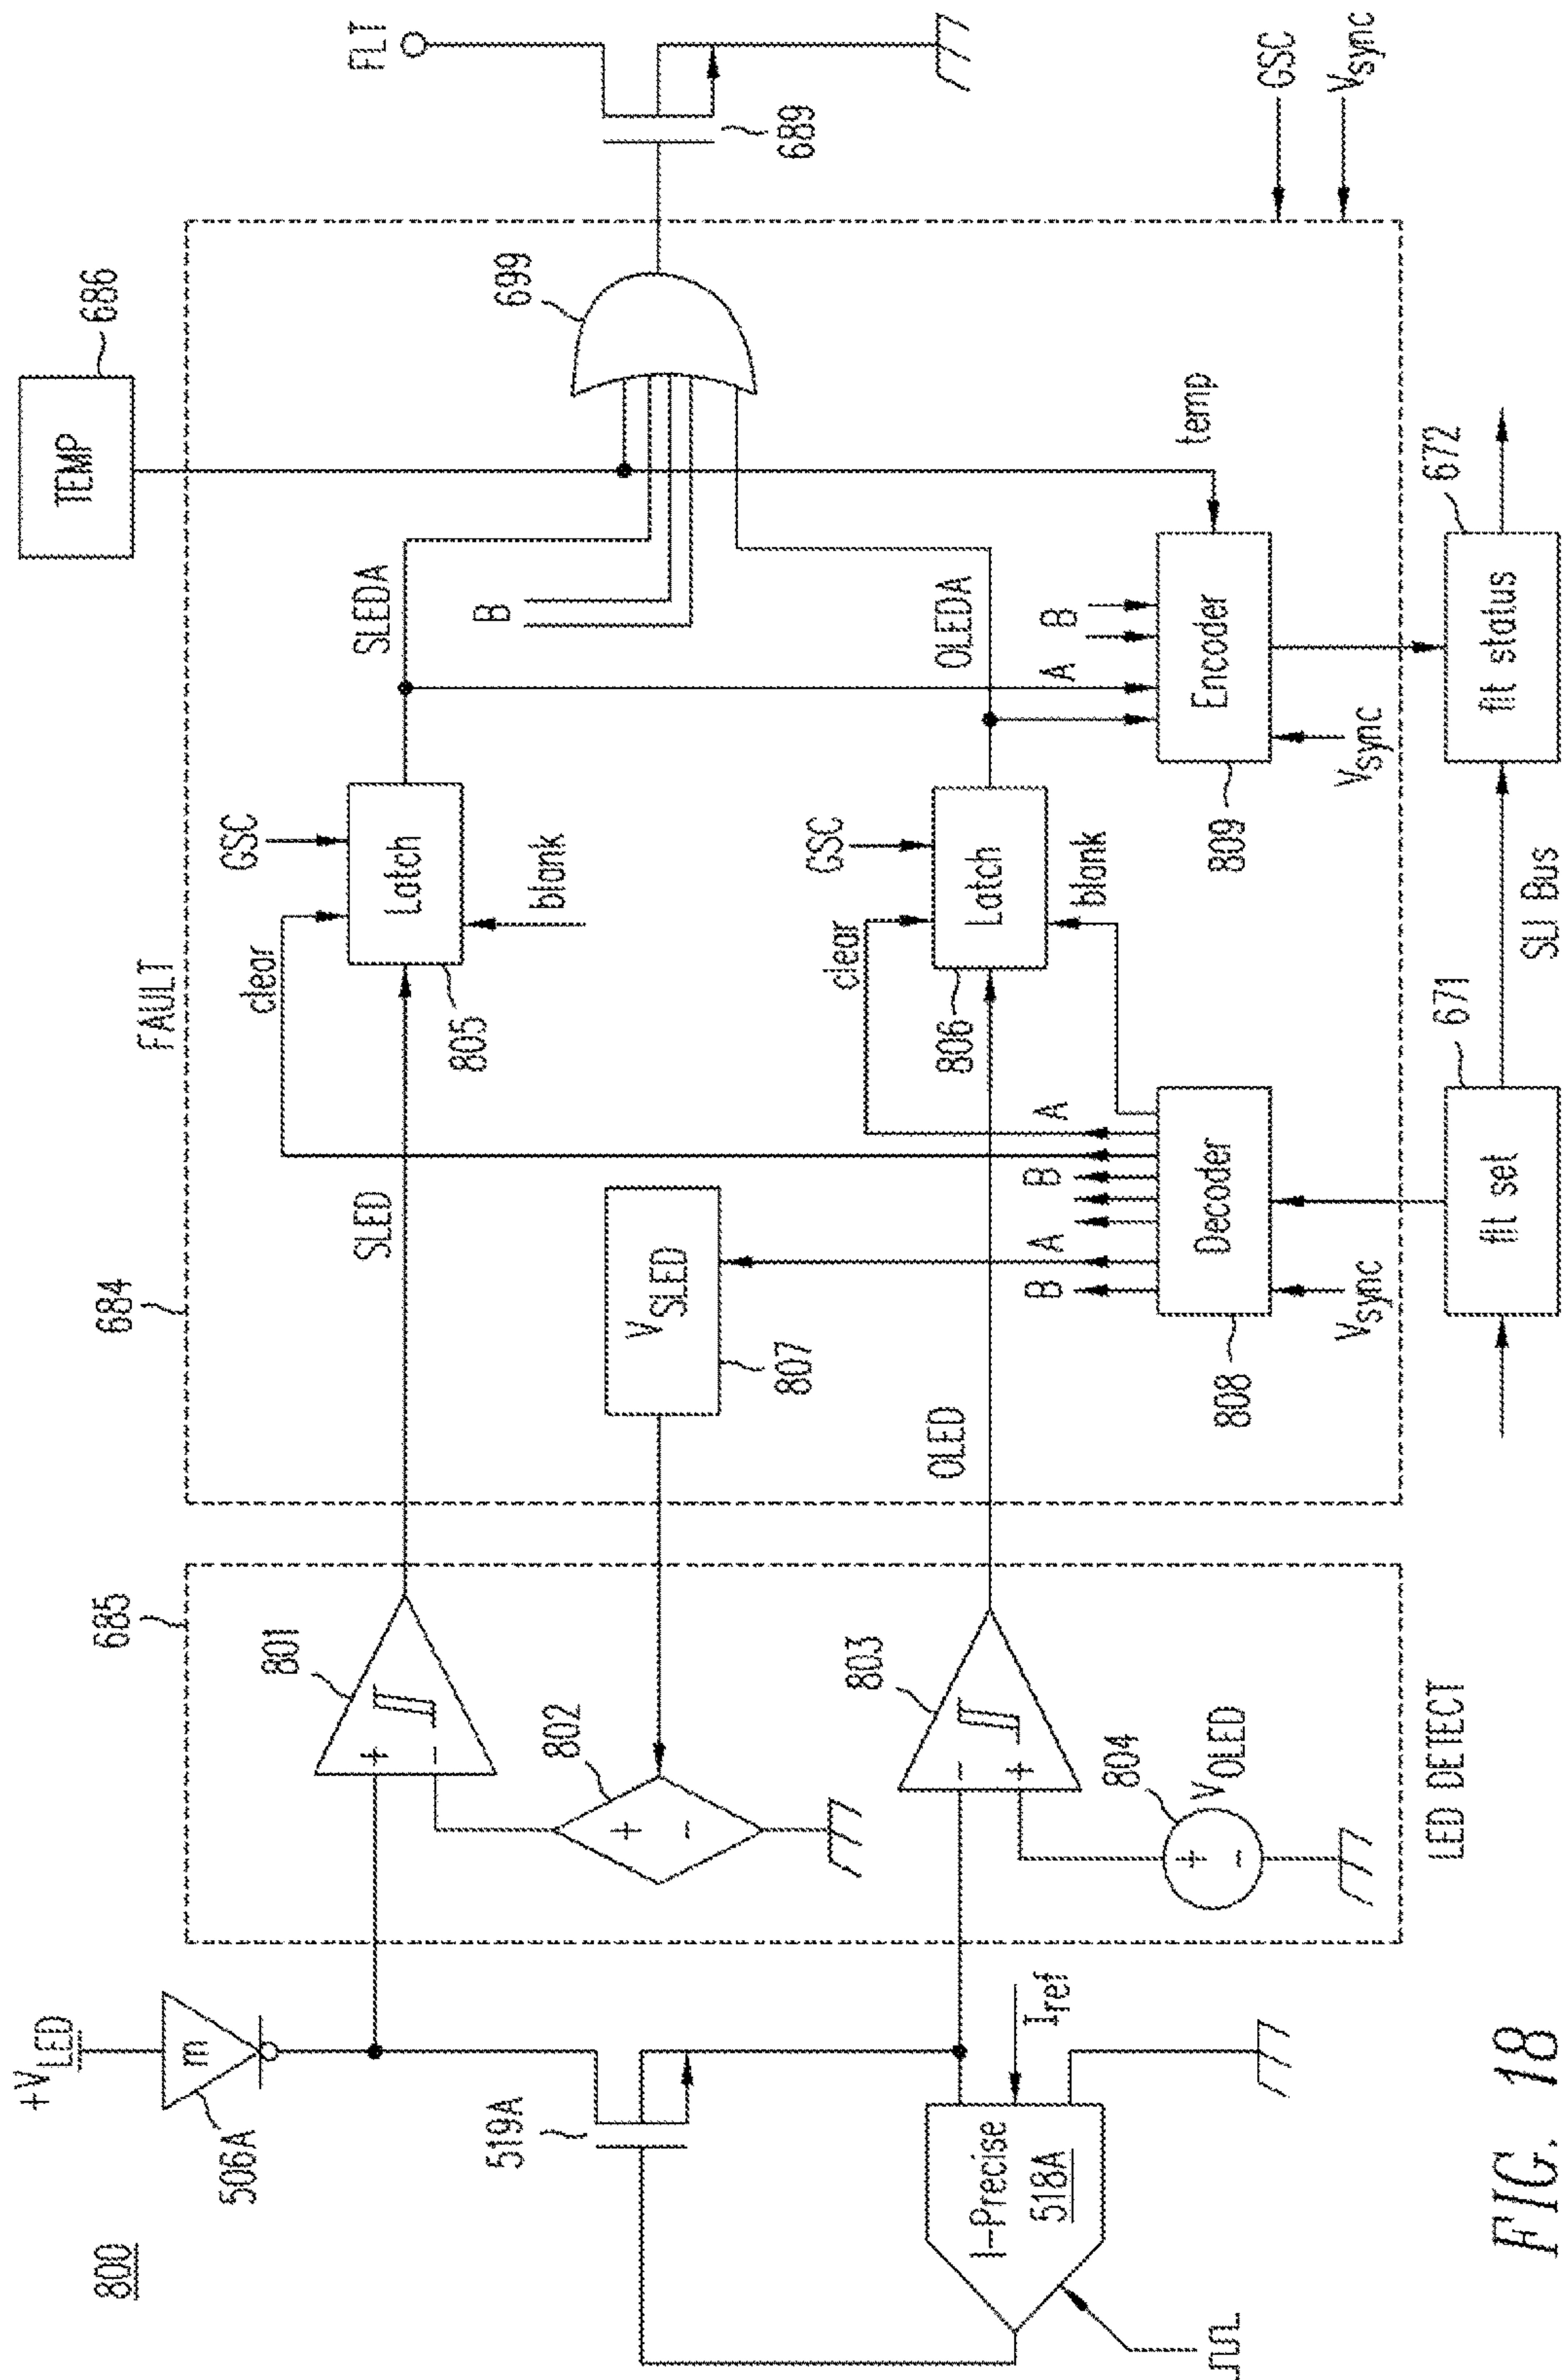 800
+VLED
m
506A
519A
I-Precise
518A
Iref
685
801
+
-
802
+
-
803
-
+
804
VOLED
+
-
LED DETECT
684
FAULT
SLED
VSLED
807
OLED
clear
GSC
Latch
805
blank
clear
GSC
Latch
806
blank
B
A
B
A
Decoder
808
Vsync
flt set
671
SLI Bus
SLEDA
B
OLEDA
A
B
temp
Encoder
809
Vsync
flt status
672
TEMP
686
699
FLT
689
GSC
Vsync
FIG. 18